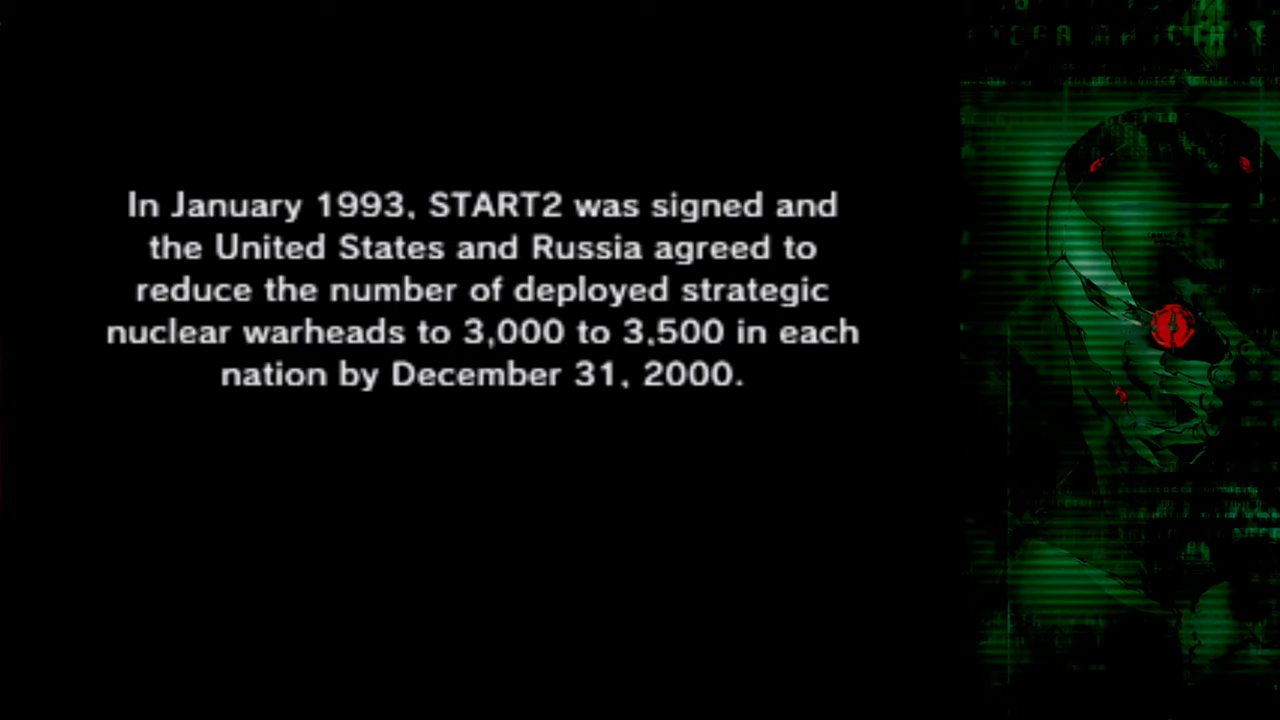 In January 1993, START2 was signed and
the United States and Russia agreed to
reduce the number of deployed strategic
nuclear warheads to 3,000 to 3,500 in each
nation by December 31, 2000.